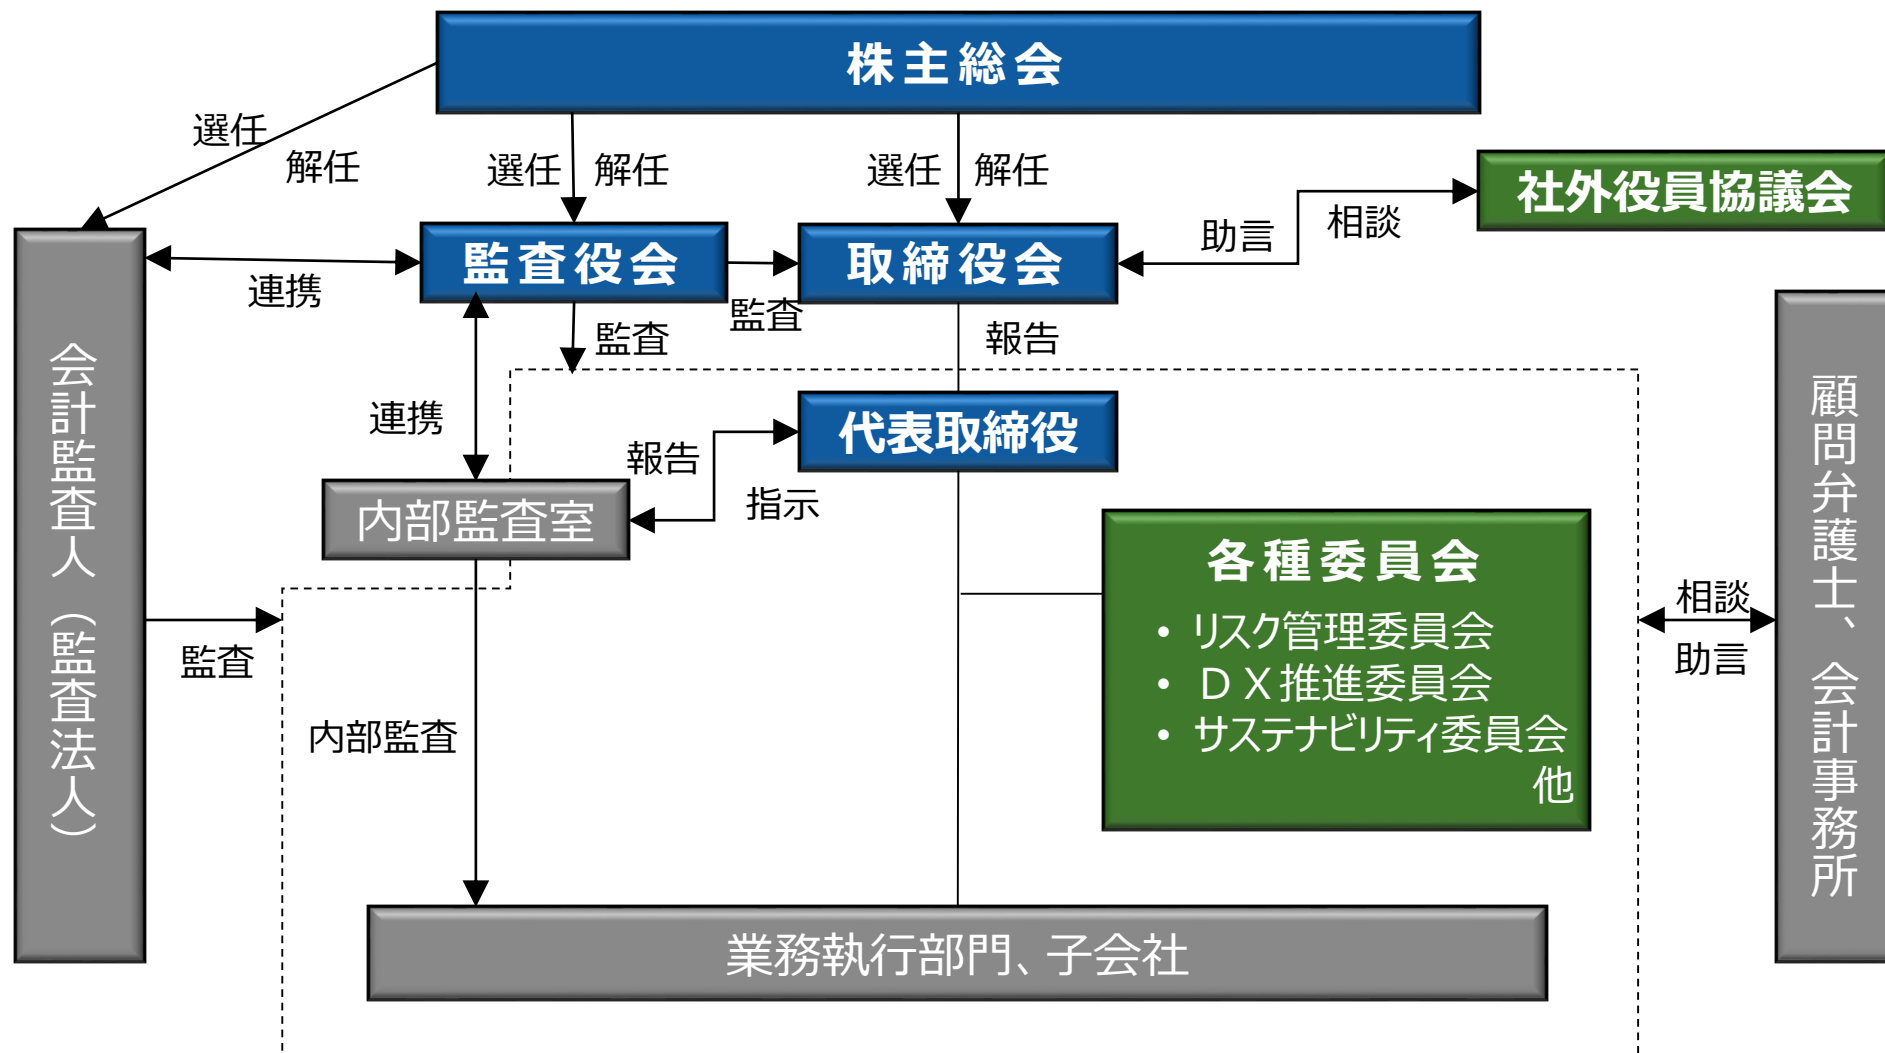 株主総会
選任
解任
選任
解任
選任
解任
社外役員協議会
助言
相談
監査役会
取締役会
連携
監査
監査
報告
会計監査人（監査法人）
連携
代表取締役
報告
指示
内部監査室
顧問弁護士、会計事務所
各種委員会
• リスク管理委員会
• ＤＸ推進委員会
• サステナビリティ委員会
他
相談
助言
監査
内部監査
業務執行部門、子会社